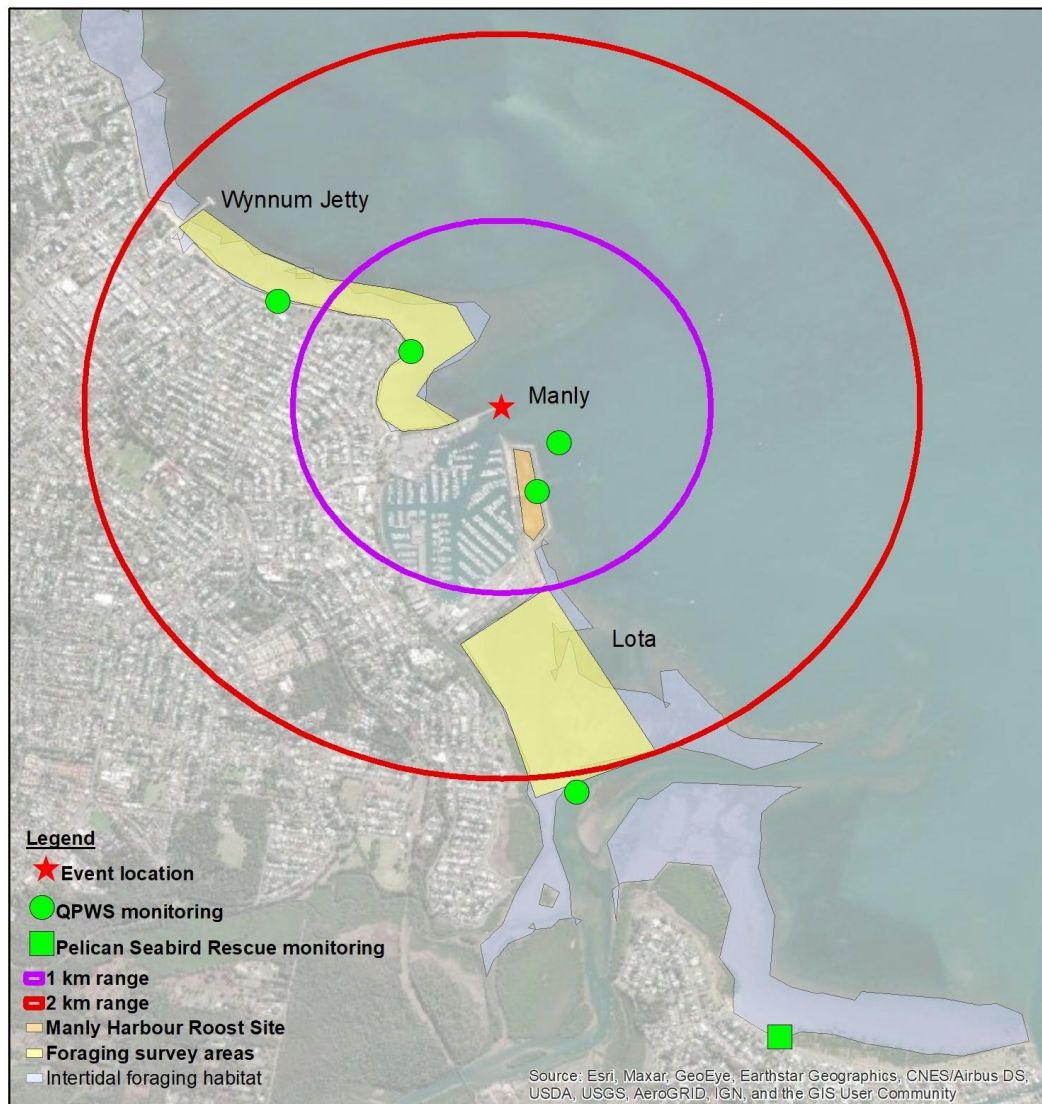 Wynnum Jetty
Manly
Lota
Legend
Event location
QPWS monitoring
Pelican Seabird Rescue monitoring
1 km range
2 km range
Manly Harbour Roost Site
Foraging survey areas
Intertidal foraging habitat
Source: Esri, Maxar, GeoEye, Earthstar Geographics, CNES/Airbus DS,
USDA, USGS, AeroGRID, IGN, and the GIS User Community